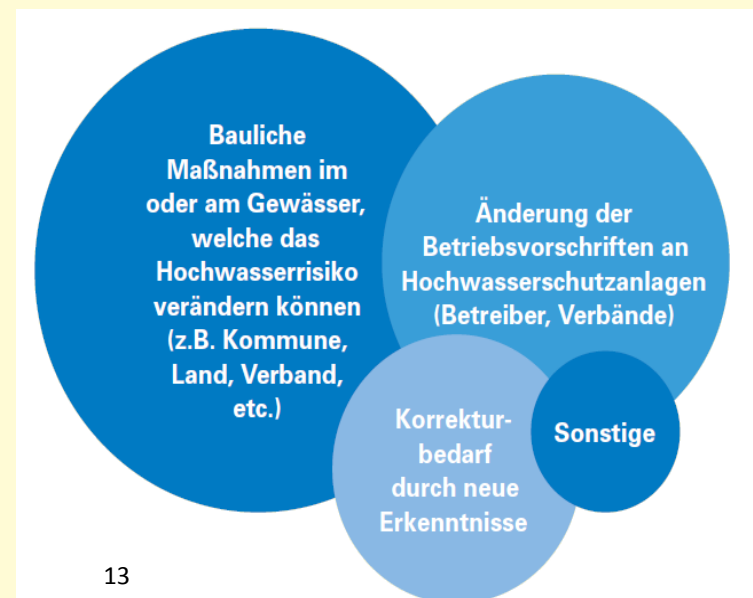 Bauliche
Maßnahmen im
oder am Gewässer,
welche das
Hochwasserrisiko
verändern können
(z.B. Kommune,
Land, Verband,
etc.)
Änderung der
Betriebsvorschriften an
Hochwasserschutzanlagen
(Betreiber, Verbände)
Korrektur-
bedarf
durch neue
Erkenntnisse
Sonstige
13